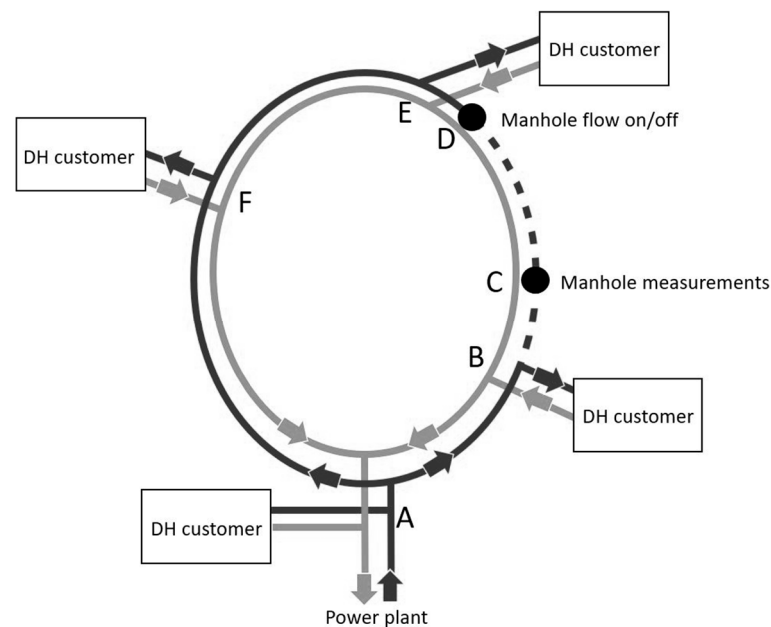 DH customer
E
Manhole flow on/off
D
DH customer
F
C
Manhole measurements
B
DH customer
DH customer
A
Power plant